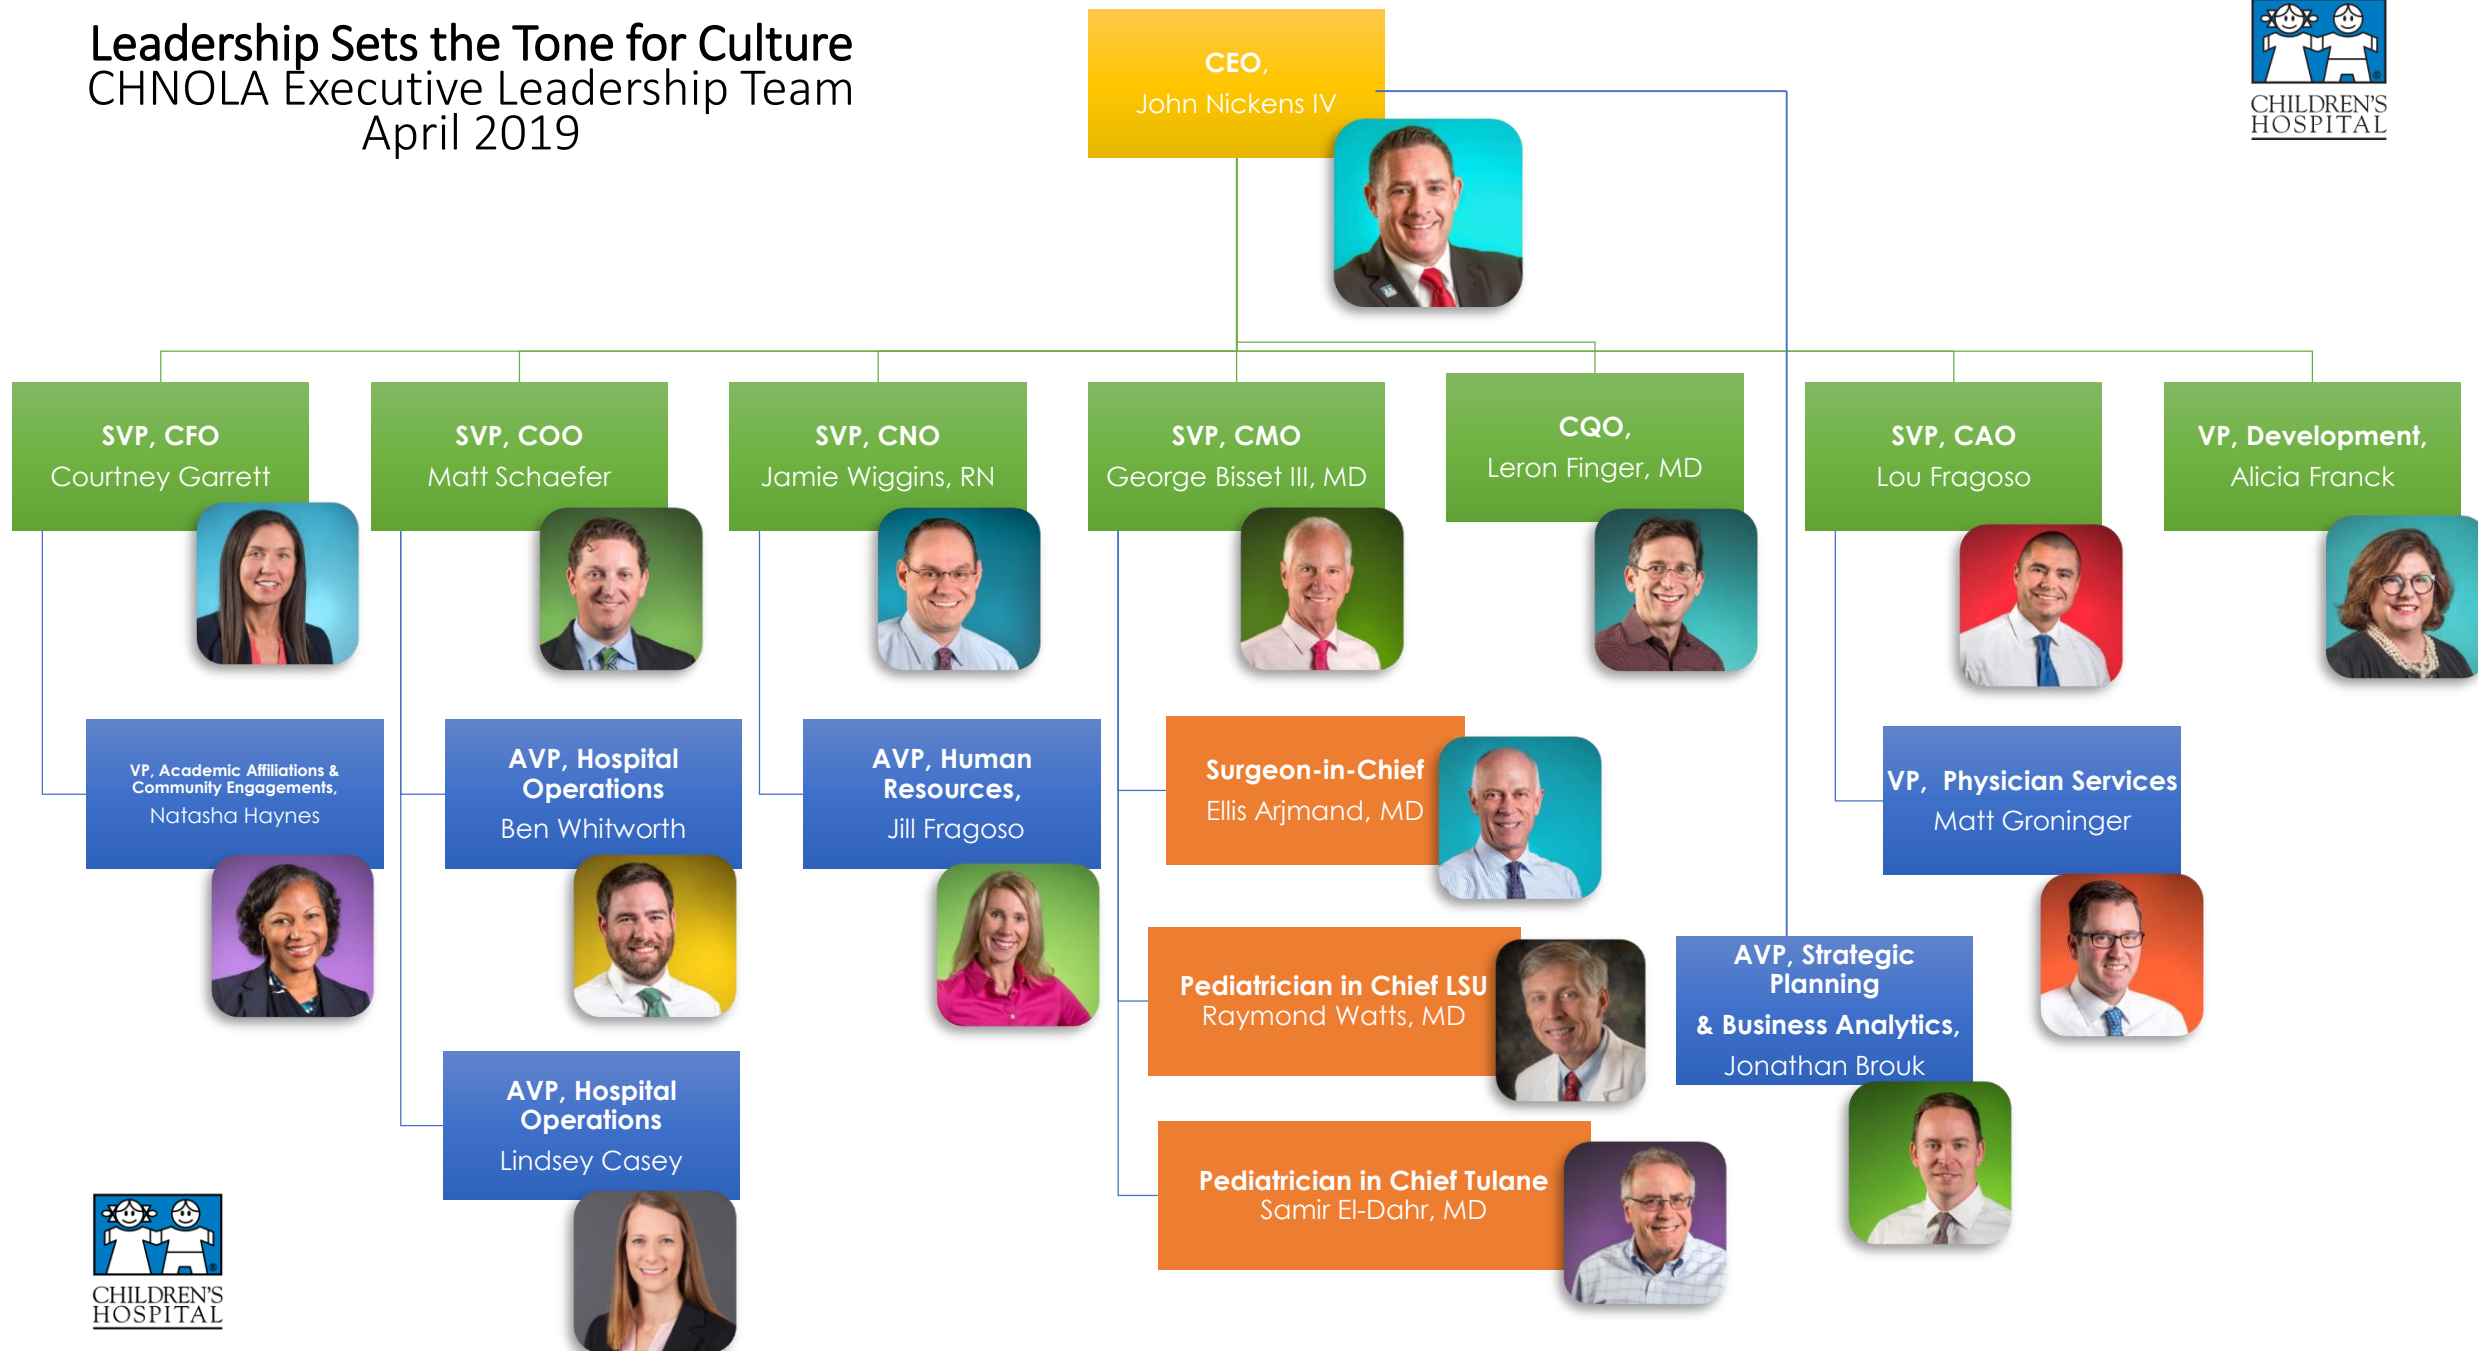 Leadership Sets the Tone for Culture
CHNOLA Executive Leadership Team
April 2019
CEO,
John Nickens IV
CHILDREN'S
HOSPITAL
SVP, CFO
Courtney Garrett
SVP, COO
Matt Schaefer
SVP, CNO
Jamie Wiggins, RN
SVP, CMO
George Bisset III, MD
CQO,
Leron Finger, MD
SVP, CAO
Lou Fragoso
VP, Development,
Alicia Franck
VP, Academic Affiliations &
Community Engagements,
Natasha Haynes
AVP, Hospital
Operations
Ben Whitworth
AVP, Human
Resources,
Jill Fragoso
Surgeon-in-Chief
Ellis Arjmand, MD
VP,  Physician Services
Matt Groninger
Pediatrician in Chief LSU
Raymond Watts, MD
AVP, Strategic
Planning
& Business Analytics,
Jonathan Brouk
AVP, Hospital
Operations
Lindsey Casey
Pediatrician in Chief Tulane
Samir El-Dahr, MD
CHILDREN'S
HOSPITAL